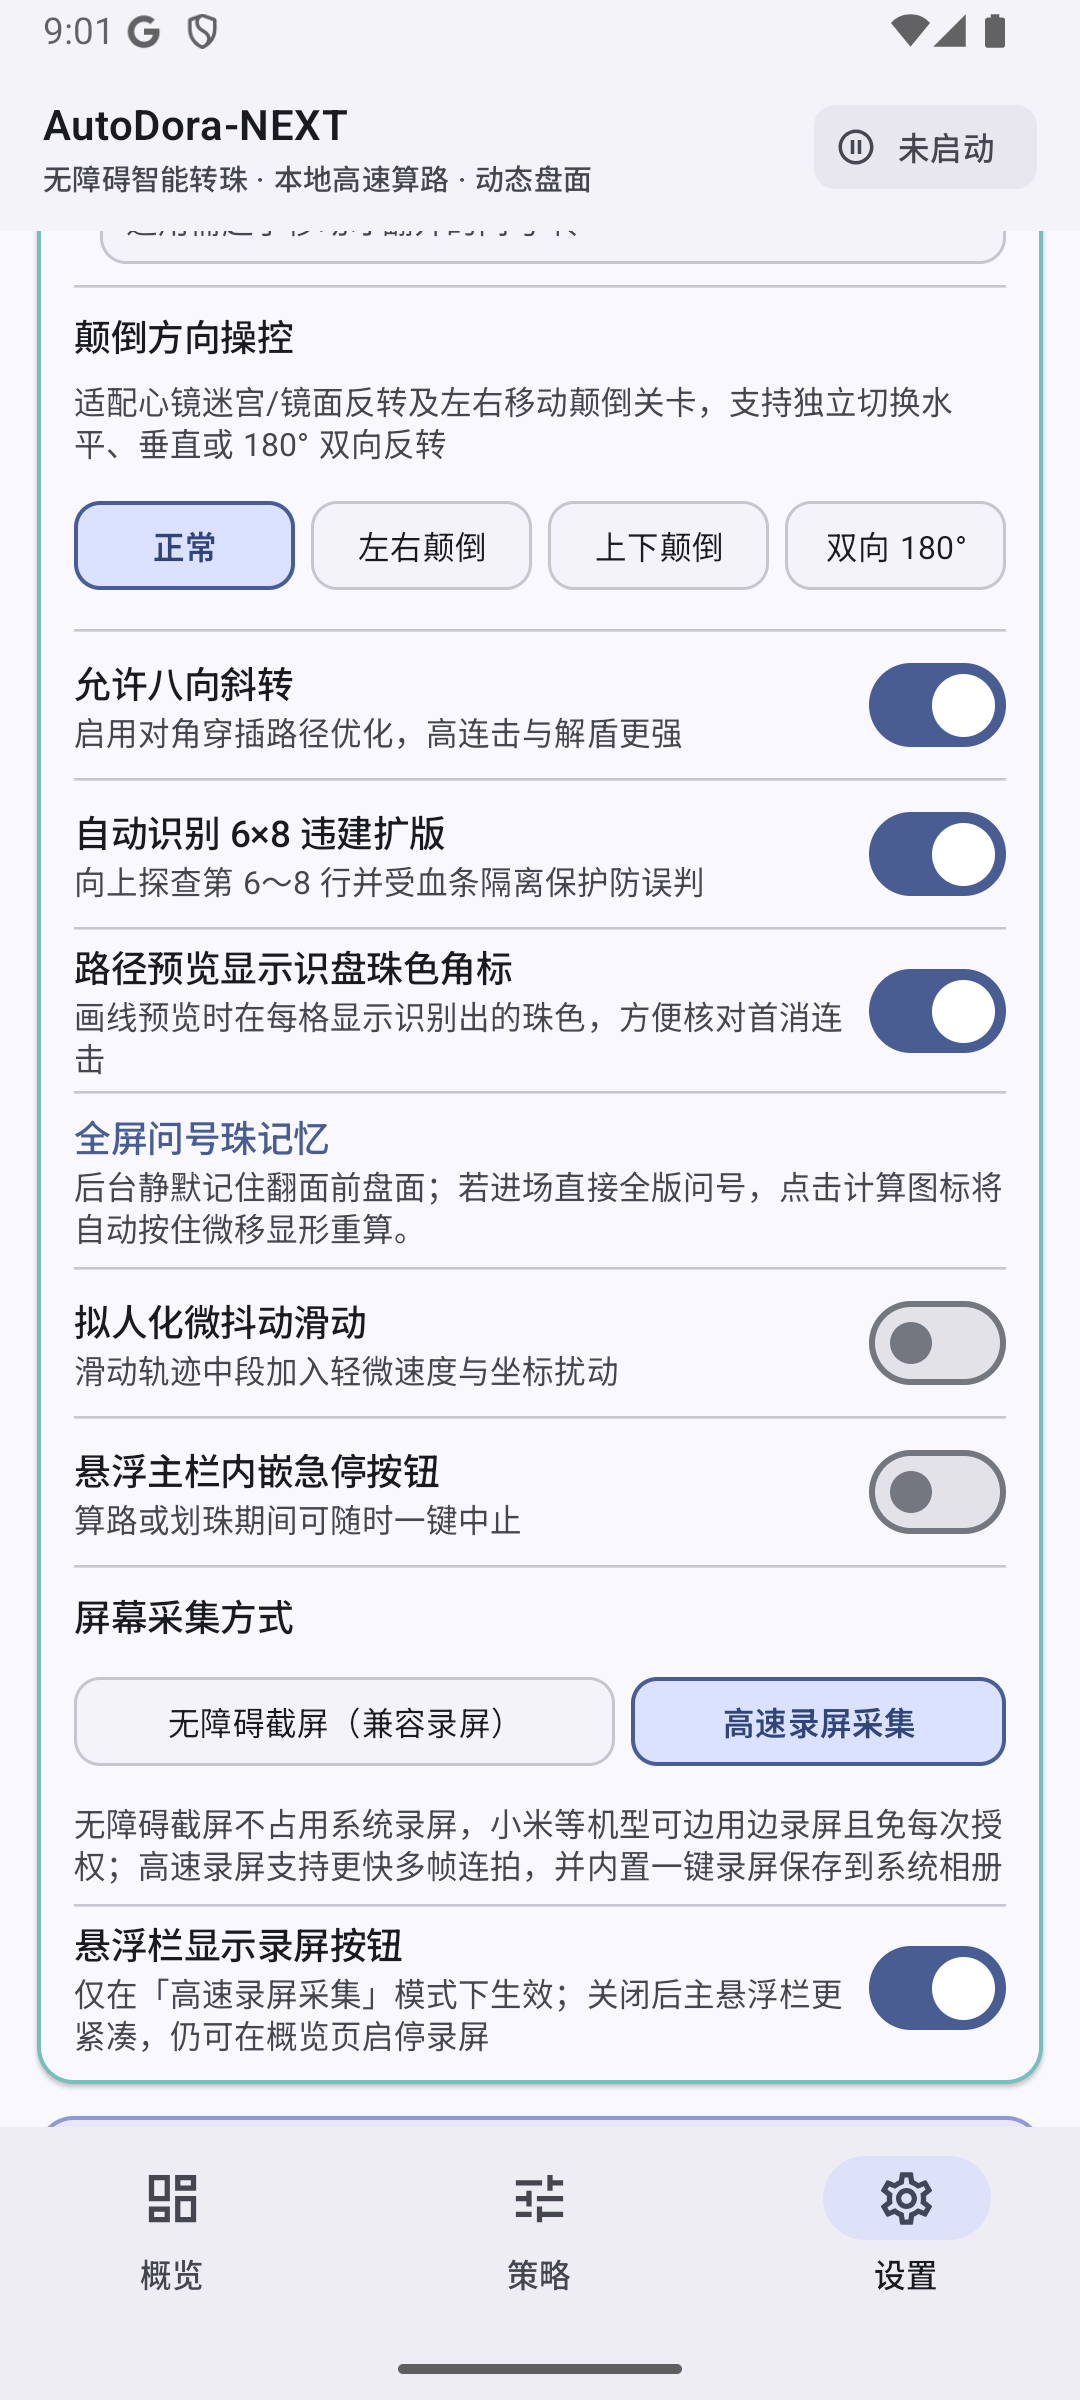 9:01
AutoDora-NEXT
无障碍智能转珠 · 本地高速算路 · 动态盘面
未启动
颠倒方向操控
适配心镜迷宫/镜面反转及左右移动颠倒关卡，支持独立切换水
平、垂直或 180° 双向反转
正常
左右颠倒
上下颠倒
双向 180°
允许八向斜转
启用对角穿插路径优化，高连击与解盾更强
自动识别 6×8 违建扩版
向上探查第 6～8 行并受血条隔离保护防误判
路径预览显示识盘珠色角标
画线预览时在每格显示识别出的珠色，方便核对首消连
击
全屏问号珠记忆
后台静默记住翻面前盘面；若进场直接全版问号，点击计算图标将
自动按住微移显形重算。
拟人化微抖动滑动
滑动轨迹中段加入轻微速度与坐标扰动
悬浮主栏内嵌急停按钮
算路或划珠期间可随时一键中止
屏幕采集方式
无障碍截屏（兼容录屏）
高速录屏采集
无障碍截屏不占用系统录屏，小米等机型可边用边录屏且免每次授
权；高速录屏支持更快多帧连拍，并内置一键录屏保存到系统相册
悬浮栏显示录屏按钮
仅在「高速录屏采集」模式下生效；关闭后主悬浮栏更
紧凑，仍可在概览页启停录屏
概览
策略
设置